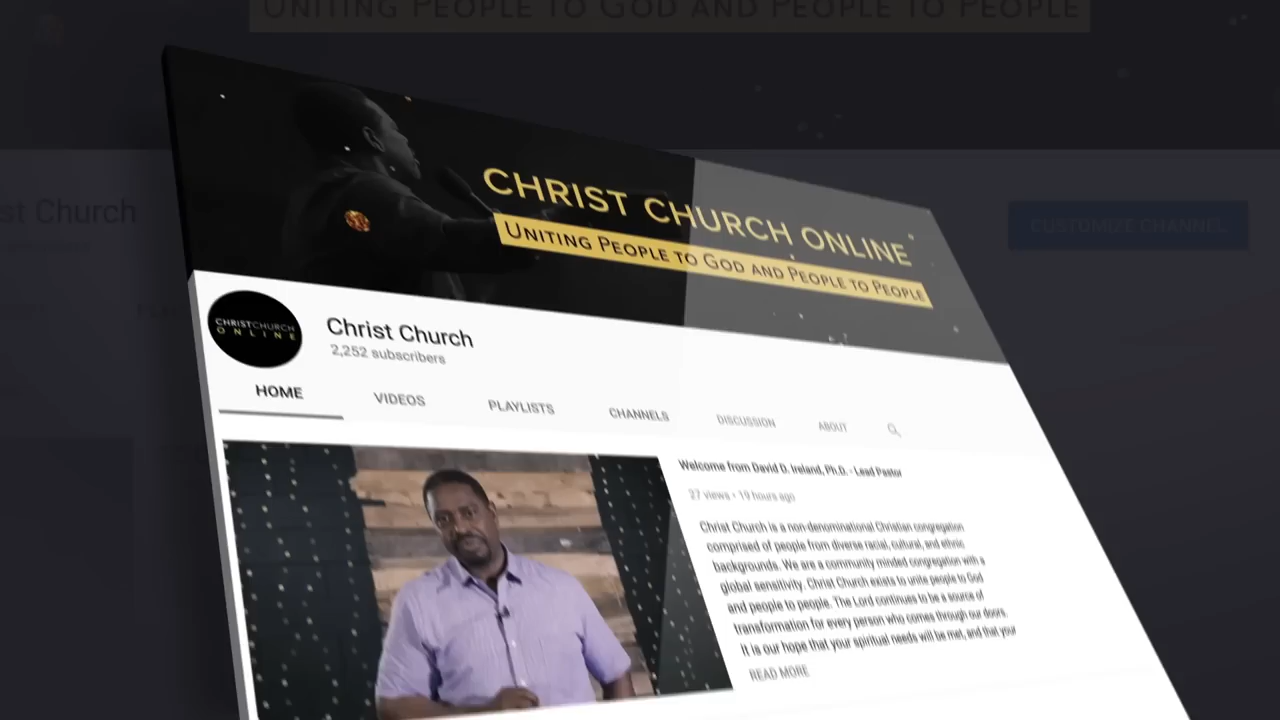 UNITING PEOPLE TO GOD AND PEOPLE TO PEOPLE
st Church
CUSTOMIZE CHANNEL
CHRIST CHURCH ONLINE
UNITING PEOPLE TO GOD AND PEOPLE TO PEOPLE
CHRISTCHURCH
ONLINE
Christ Church
2,252 subscribers
HOME VIDEOS PLAYLISTS CHANNELS DISCUSSION ABOUT
Welcome from David D. Ireland, Ph.D. - Lead Pastor
27 views • 19 hours ago
Christ Church is a non-denominational Christian congregation
comprised of people from diverse racial, cultural, and ethnic
backgrounds. We are a community minded congregation with a
global sensitivity. Christ Church exists to unite people to God
and people to people. The Lord continues to be a source of
transformation for every person who comes through our doors.
It is our hope that your spiritual needs will be met, and that your
READ MORE